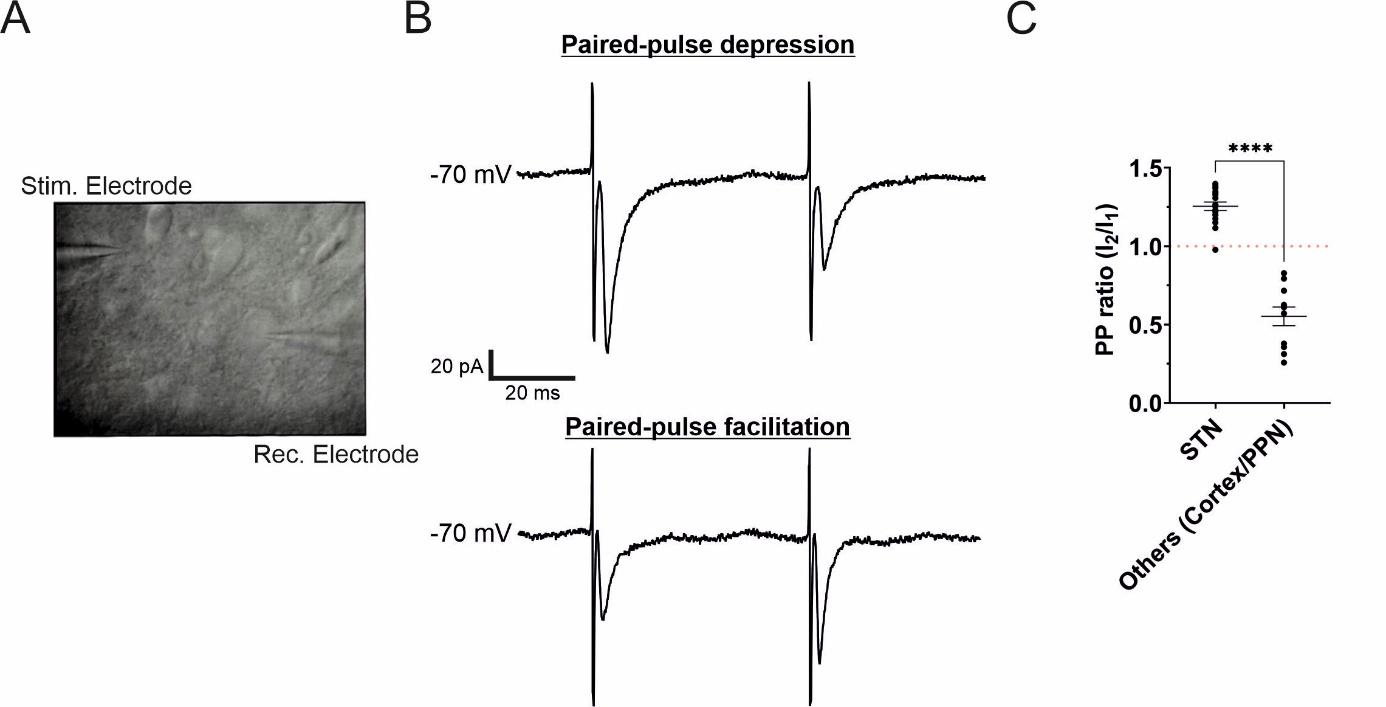 A
B
C
Paired-pulse depression
-70 mV
Stim. Electrode
Rec. Electrode
20 pA
20 ms
Paired-pulse facilitation
-70 mV
****
1.5
1.0
0.5
0.0
PP ratio (I₂/I₁)
STN
Others (Cortex/PPN)